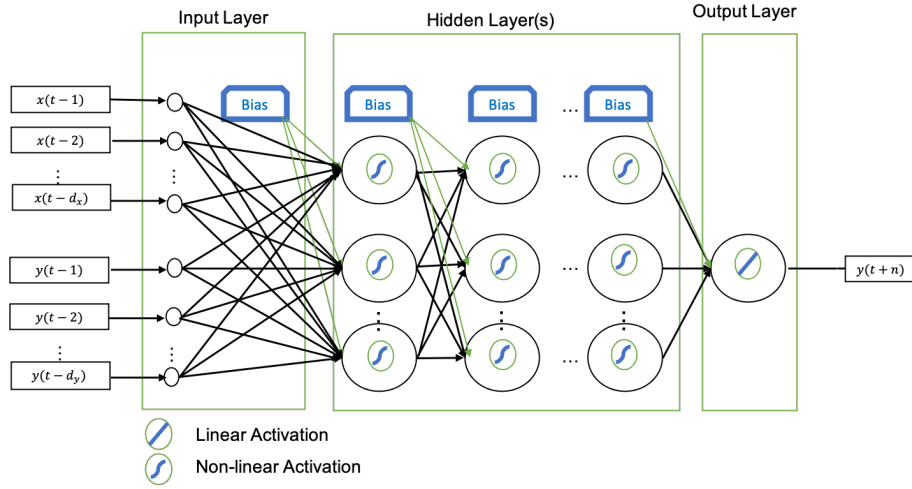 Input Layer
Hidden Layer(s)
Output Layer
Bias
Bias
Bias
...
Bias
x(t − 1)
x(t − 2)
⋮
x(t − dₓ)
⋮
y(t − 1)
y(t − 2)
⋮
y(t − d_y)
⋮
...
...
⋮
⋮
⋮
...
y(t + n)
Linear Activation
Non-linear Activation